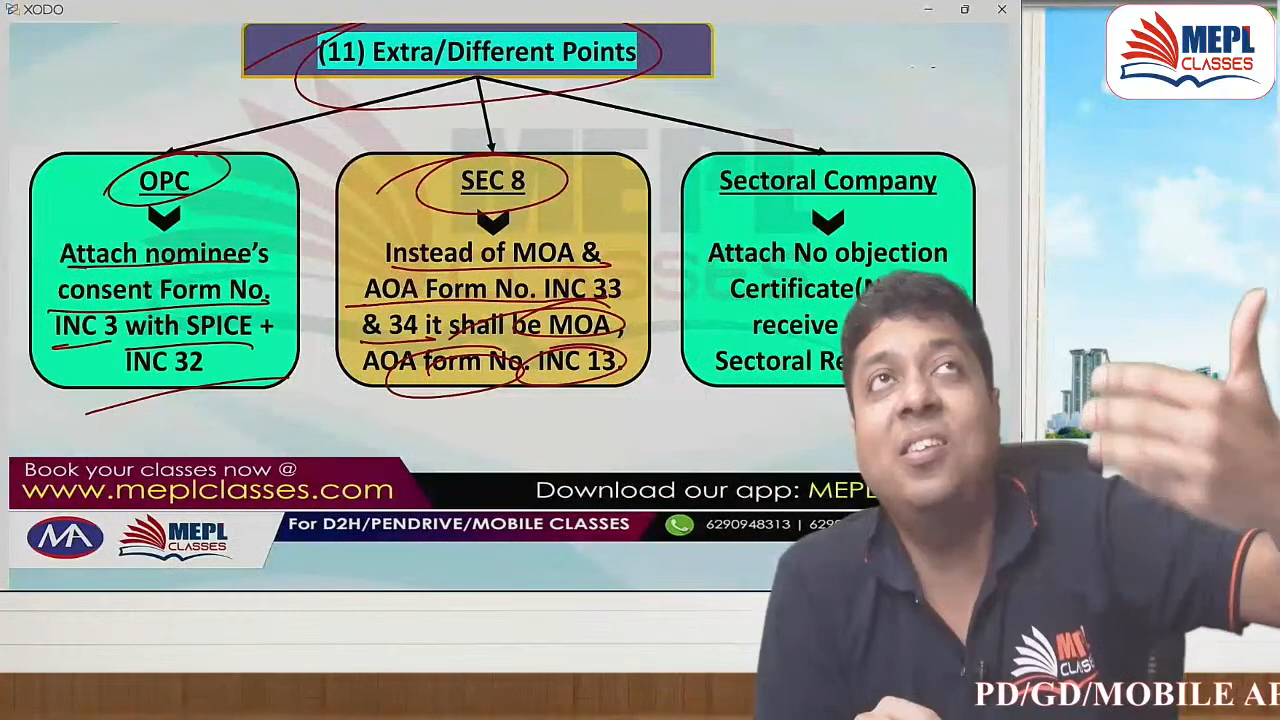 XODO
(11) Extra/Different Points
MEPL
CLASSES
OPC
Attach nominee's
consent Form No.
INC 3 with SPICE +
INC 32
SEC 8
Instead of MOA &
AOA Form No. INC 33
& 34 it shall be MOA ,
AOA form No. INC 13.
Sectoral Company
Attach No objection
Certificate
receive
Sectoral
MEPL
CLASSES
Book your classes now @
www.meplclasses.com
Download our app: MEPL
MA
MEPL
CLASSES
For D2H/PENDRIVE/MOBILE CLASSES
6290948313 |
CLASS
PD/GD/MOBILE